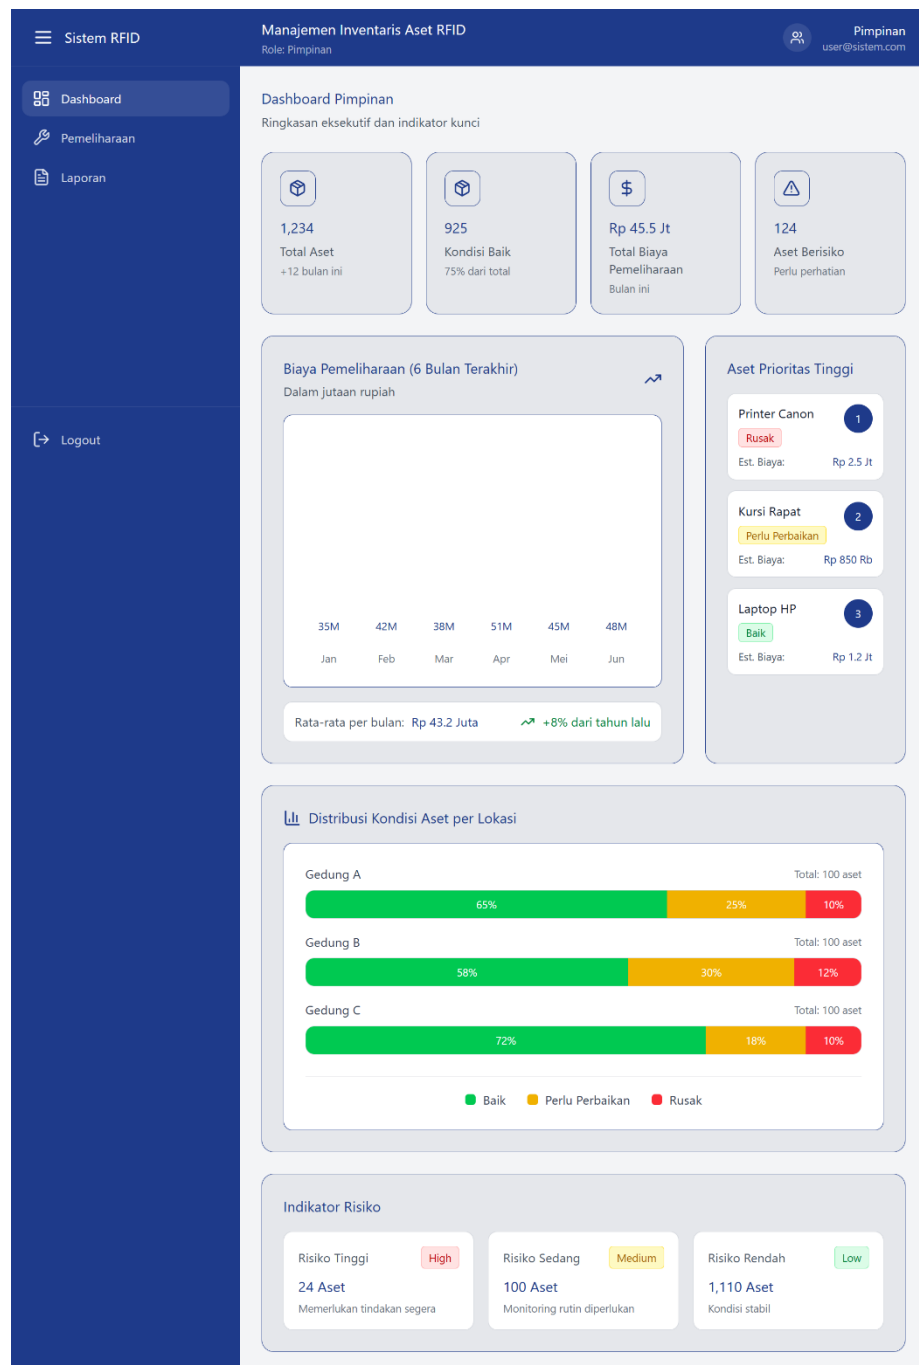 Sistem RFID
Dashboard
Pemeliharaan
Laporan
Logout
Manajemen Inventaris Aset RFID
Role: Pimpinan
Pimpinan
user@sistem.com
Dashboard Pimpinan
Ringkasan eksekutif dan indikator kunci
1,234
Total Aset
+12 bulan ini
925
Kondisi Baik
75% dari total
Rp 45.5 Jt
Total Biaya
Pemeliharaan
Bulan ini
124
Aset Berisiko
Perlu perhatian
Biaya Pemeliharaan (6 Bulan Terakhir)
Dalam jutaan rupiah
35M 42M 38M 51M 45M 48M
Jan Feb Mar Apr Mei Jun
Rata-rata per bulan: Rp 43.2 Juta +8% dari tahun lalu
Aset Prioritas Tinggi
Printer Canon 1
Rusak
Est. Biaya: Rp 2.5 Jt
Kursi Rapat 2
Perlu Perbaikan
Est. Biaya: Rp 850 Rb
Laptop HP 3
Baik
Est. Biaya: Rp 1.2 Jt
Distribusi Kondisi Aset per Lokasi
Gedung A Total: 100 aset
65% 25% 10%
Gedung B Total: 100 aset
58% 30% 12%
Gedung C Total: 100 aset
72% 18% 10%
Baik Perlu Perbaikan Rusak
Indikator Risiko
Risiko Tinggi High
24 Aset
Memerlukan tindakan segera
Risiko Sedang Medium
100 Aset
Monitoring rutin diperlukan
Risiko Rendah Low
1,110 Aset
Kondisi stabil